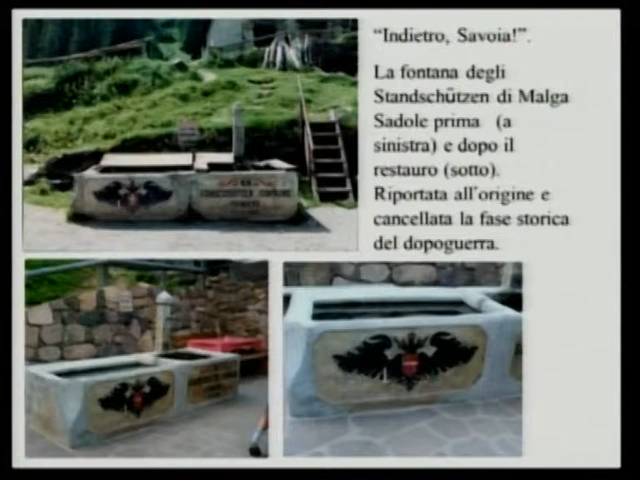 “Indietro, Savoia!”.
La fontana degli
Standschützen di Malga
Sadole prima (a
sinistra) e dopo il
restauro (sotto).
Riportata all'origine e
cancellata la fase storica
del dopoguerra.